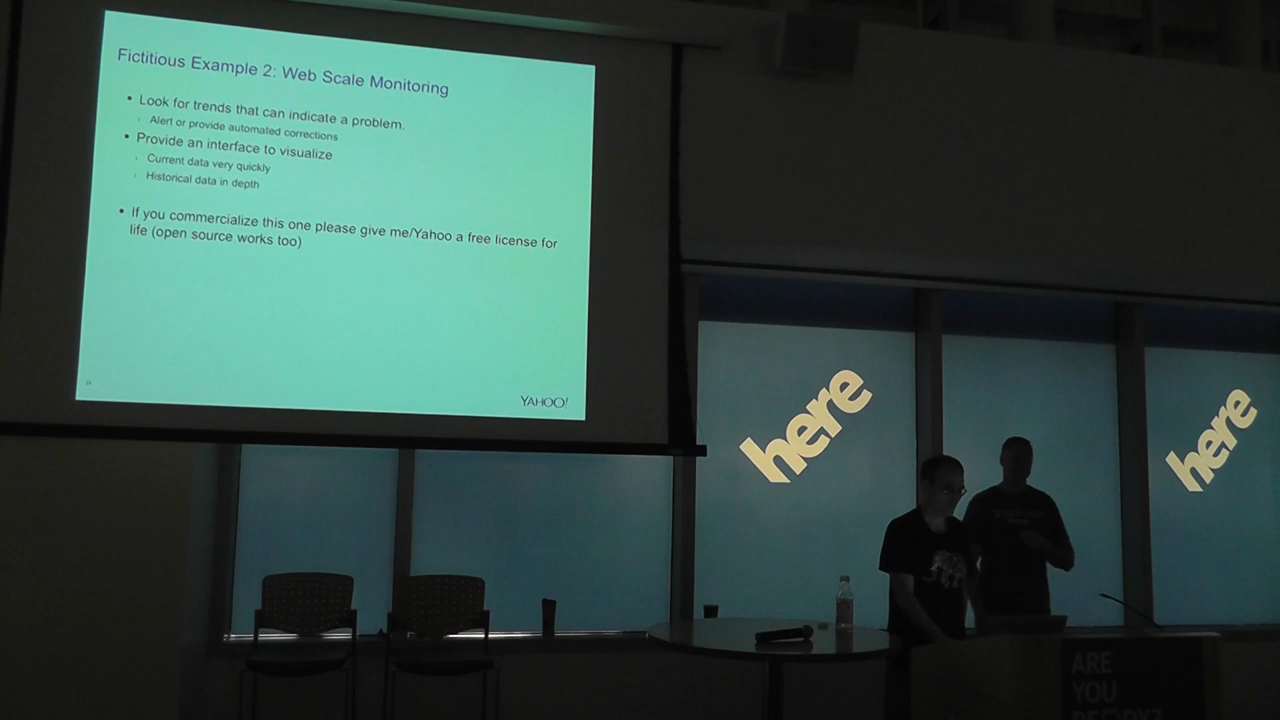 Fictitious Example 2: Web Scale Monitoring
• Look for trends that can indicate a problem.
Alert or provide automated corrections
• Provide an interface to visualize
Current data very quickly
Historical data in depth
• If you commercialize this one please give me/Yahoo a free license for
life (open source works too)
YAHOO!
here
here
ARE
YOU
READY?